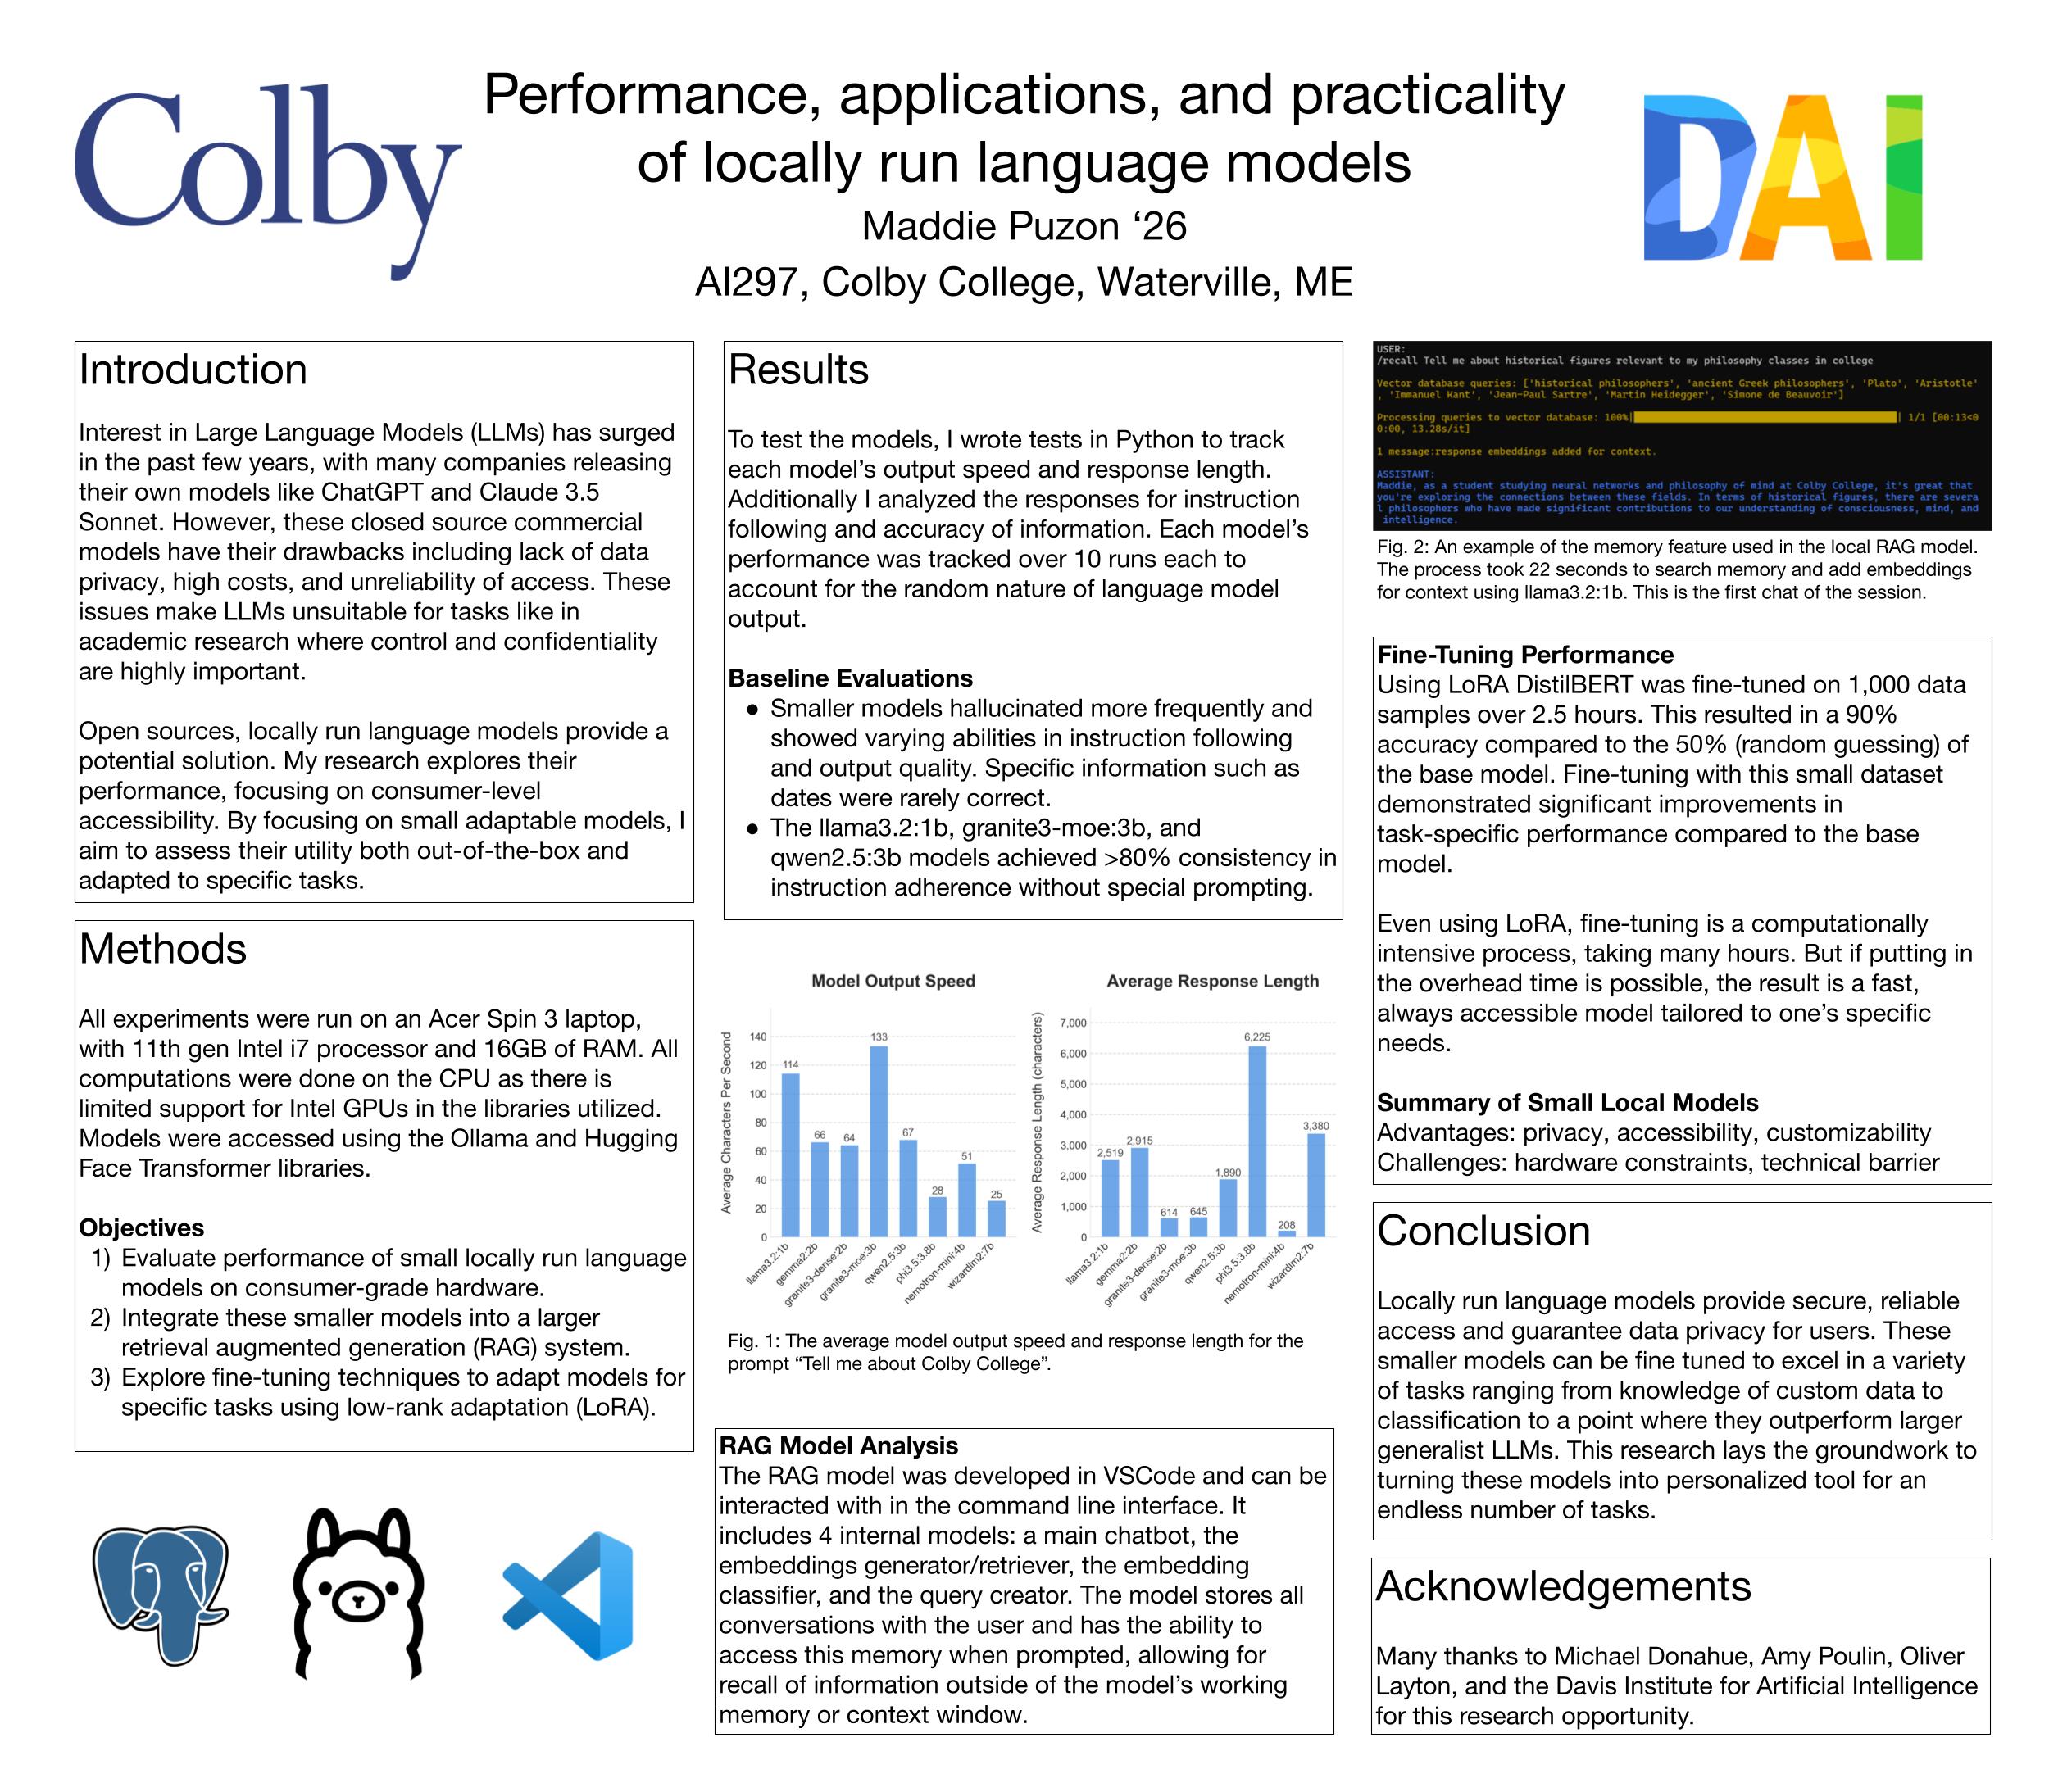 Colby
Performance, applications, and practicality
of locally run language models
Maddie Puzon ‘26
AI297, Colby College, Waterville, ME
DAI
Introduction
Interest in Large Language Models (LLMs) has surged
in the past few years, with many companies releasing
their own models like ChatGPT and Claude 3.5
Sonnet. However, these closed source commercial
models have their drawbacks including lack of data
privacy, high costs, and unreliability of access. These
issues make LLMs unsuitable for tasks like in
academic research where control and confidentiality
are highly important.
Open sources, locally run language models provide a
potential solution. My research explores their
performance, focusing on consumer-level
accessibility. By focusing on small adaptable models, I
aim to assess their utility both out-of-the-box and
adapted to specific tasks.
Methods
All experiments were run on an Acer Spin 3 laptop,
with 11th gen Intel i7 processor and 16GB of RAM. All
computations were done on the CPU as there is
limited support for Intel GPUs in the libraries utilized.
Models were accessed using the Ollama and Hugging
Face Transformer libraries.
Objectives
1) Evaluate performance of small locally run language
models on consumer-grade hardware.
2) Integrate these smaller models into a larger
retrieval augmented generation (RAG) system.
3) Explore fine-tuning techniques to adapt models for
specific tasks using low-rank adaptation (LoRA).
Results
To test the models, I wrote tests in Python to track
each model’s output speed and response length.
Additionally I analyzed the responses for instruction
following and accuracy of information. Each model’s
performance was tracked over 10 runs each to
account for the random nature of language model
output.
Baseline Evaluations
● Smaller models hallucinated more frequently and
showed varying abilities in instruction following
and output quality. Specific information such as
dates were rarely correct.
● The llama3.2:1b, granite3-moe:3b, and
qwen2.5:3b models achieved >80% consistency in
instruction adherence without special prompting.
Model Output Speed
Average Characters Per Second
140
120
100
80
60
40
20
0
114
66
64
133
67
28
51
25
llama3.2:1b
gemma2:2b
granite3-dense:2b
granite3-moe:3b
qwen2.5:3b
phi3.5:3.8b
nemotron-mini:4b
wizardlm2:7b
Average Response Length
Average Response Length (characters)
7,000
6,000
5,000
4,000
3,000
2,000
1,000
0
2,519
2,915
614
645
1,890
6,225
208
3,380
llama3.2:1b
gemma2:2b
granite3-dense:2b
granite3-moe:3b
qwen2.5:3b
phi3.5:3.8b
nemotron-mini:4b
wizardlm2:7b
Fig. 1: The average model output speed and response length for the
prompt “Tell me about Colby College”.
RAG Model Analysis
The RAG model was developed in VSCode and can be
interacted with in the command line interface. It
includes 4 internal models: a main chatbot, the
embeddings generator/retriever, the embedding
classifier, and the query creator. The model stores all
conversations with the user and has the ability to
access this memory when prompted, allowing for
recall of information outside of the model’s working
memory or context window.
USER:
/recall Tell me about historical figures relevant to my philosophy classes in college
Vector database queries: ['historical philosophers', 'ancient Greek philosophers', 'Plato', 'Aristotle'
, 'Immanuel Kant', 'Jean-Paul Sartre', 'Martin Heidegger', 'Simone de Beauvoir']
Processing queries to vector database: 100%| | 1/1 [00:13<0
0:00, 13.28s/it]
1 message:response embeddings added for context.
ASSISTANT:
Maddie, as a student studying neural networks and philosophy of mind at Colby College, it's great that
you're exploring the connections between these fields. In terms of historical figures, there are severa
l philosophers who have made significant contributions to our understanding of consciousness, mind, and
intelligence.
Fig. 2: An example of the memory feature used in the local RAG model.
The process took 22 seconds to search memory and add embeddings
for context using llama3.2:1b. This is the first chat of the session.
Fine-Tuning Performance
Using LoRA DistilBERT was fine-tuned on 1,000 data
samples over 2.5 hours. This resulted in a 90%
accuracy compared to the 50% (random guessing) of
the base model. Fine-tuning with this small dataset
demonstrated significant improvements in
task-specific performance compared to the base
model.
Even using LoRA, fine-tuning is a computationally
intensive process, taking many hours. But if putting in
the overhead time is possible, the result is a fast,
always accessible model tailored to one’s specific
needs.
Summary of Small Local Models
Advantages: privacy, accessibility, customizability
Challenges: hardware constraints, technical barrier
Conclusion
Locally run language models provide secure, reliable
access and guarantee data privacy for users. These
smaller models can be fine tuned to excel in a variety
of tasks ranging from knowledge of custom data to
classification to a point where they outperform larger
generalist LLMs. This research lays the groundwork to
turning these models into personalized tool for an
endless number of tasks.
Acknowledgements
Many thanks to Michael Donahue, Amy Poulin, Oliver
Layton, and the Davis Institute for Artificial Intelligence
for this research opportunity.